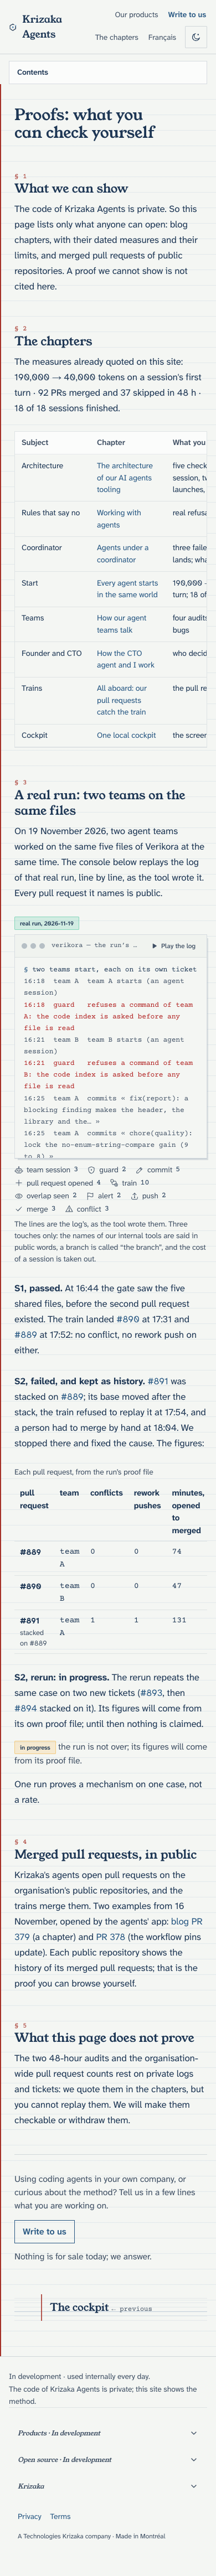 Krizaka Agents
Our products
Write to us
The chapters
Français
Contents
Proofs: what you
can check yourself
§ 1
What we can show
The code of Krizaka Agents is private. So this
page lists only what anyone can open: blog
chapters, with their dated measures and their
limits, and merged pull requests of public
repositories. A proof we cannot show is not
cited here.
§ 2
The chapters
The measures already quoted on this site:
190,000 → 40,000 tokens on a session's first
turn · 92 PRs merged and 37 skipped in 48 h ·
18 of 18 sessions finished.
Subject
Chapter
What you
Architecture
The architecture
of our AI agents
tooling
five check
session, tw
launches,
Rules that say no
Working with
agents
real refusa
Coordinator
Agents under a
coordinator
three faile
lands; wha
Start
Every agent starts
in the same world
190,000
turn; 18 of
Teams
How our agent
teams talk
four audits
bugs
Founder and CTO
How the CTO
agent and I work
who decid
Trains
All aboard: our
pull requests
catch the train
the pull re
Cockpit
One local cockpit
the screen
§ 3
A real run: two teams on the
same files
On 19 November 2026, two agent teams
worked on the same five files of Verikora at the
same time. The console below replays the log
of that real run, line by line, as the tool wrote it.
Every pull request it names is public.
real run, 2026-11-19
verikora — the run's …
Play the log
§ two teams start, each on its own ticket
16:18 team A team A starts (an agent
session)
16:18 guard refuses a command of team
A: the code index is asked before any
file is read
16:21 team B team B starts (an agent
session)
16:21 guard refuses a command of team
B: the code index is asked before any
file is read
16:25 team A commits « fix(report): a
blocking finding makes the header, the
library and the… »
16:25 team A commits « chore(quality):
lock the no-enum-string-compare gain (9
to 8) »
team session 3
guard 2
commit 5
pull request opened 4
train 10
overlap seen 2
alert 2
push 2
merge 3
conflict 3
The lines are the log's, as the tool wrote them. Three
touches only: the names of our internal tools are said in
public words, a branch is called “the branch”, and the cost
of a session is taken out.
S1, passed. At 16:44 the gate saw the five
shared files, before the second pull request
existed. The train landed #890 at 17:31 and
#889 at 17:52: no conflict, no rework push on
either.
S2, failed, and kept as history. #891 was
stacked on #889; its base moved after the
stack, the train refused to replay it at 17:54, and
a person had to merge by hand at 18:04. We
stopped there and fixed the cause. The figures:
Each pull request, from the run's proof file
pull
request
team
conflicts
rework
pushes
minutes,
opened
to
merged
#889
team
A
0
0
74
#890
team
B
0
0
47
#891
stacked
on #889
team
A
1
1
131
S2, rerun: in progress. The rerun repeats the
same case on two new tickets (#893, then
#894 stacked on it). Its figures will come from
its own proof file; until then nothing is claimed.
in progress the run is not over; its figures will come
from its proof file.
One run proves a mechanism on one case, not
a rate.
§ 4
Merged pull requests, in public
Krizaka's agents open pull requests on the
organisation's public repositories, and the
trains merge them. Two examples from 16
November, opened by the agents' app: blog PR
379 (a chapter) and PR 378 (the workflow pins
update). Each public repository shows the
history of its merged pull requests; that is the
proof you can browse yourself.
§ 5
What this page does not prove
The two 48-hour audits and the organisation-
wide pull request counts rest on private logs
and tickets: we quote them in the chapters, but
you cannot replay them. We will make them
checkable or withdraw them.
Using coding agents in your own company, or
curious about the method? Tell us in a few lines
what you are working on.
Write to us
Nothing is for sale today; we answer.
The cockpit ← previous
In development · used internally every day.
The code of Krizaka Agents is private; this site shows the
method.
Products · In development
Open source · In development
Krizaka
Privacy
Terms
A Technologies Krizaka company · Made in Montréal